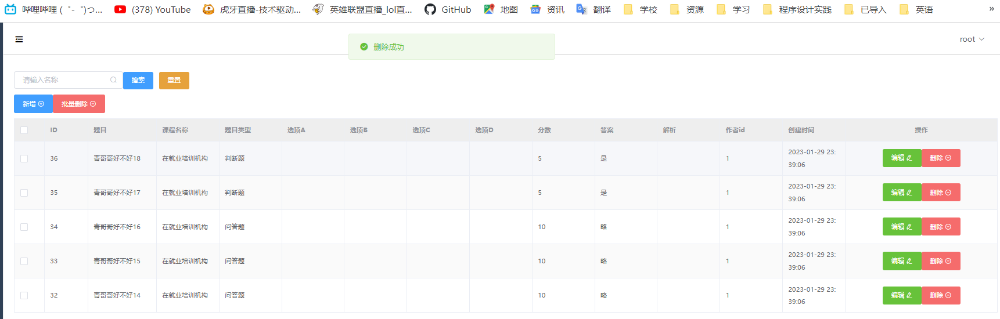 哔哩哔哩 (゜-゜)つ... (378) YouTube 虎牙直播-技术驱动... 英雄联盟直播_lol直... GitHub 地图 资讯 翻译 学校 资源 学习 程序设计实践 已导入 英语 »
删除成功 root
请输入名称 搜索 重置
新增 批量删除
ID 题目 课程名称 题目类型 选顶A 选顶B 选顶C 选顶D 分数 答案 解析 作者id 创建时间 操作
36 青哥哥好不好18 在就业培训机构 判断题 5 是 1 2023-01-29 23:39:06 编辑 删除
35 青哥哥好不好17 在就业培训机构 判断题 5 是 1 2023-01-29 23:39:06 编辑 删除
34 青哥哥好不好16 在就业培训机构 问答题 10 略 1 2023-01-29 23:39:06 编辑 删除
33 青哥哥好不好15 在就业培训机构 问答题 10 略 1 2023-01-29 23:39:06 编辑 删除
32 青哥哥好不好14 在就业培训机构 问答题 10 略 1 2023-01-29 23:39:06 编辑 删除